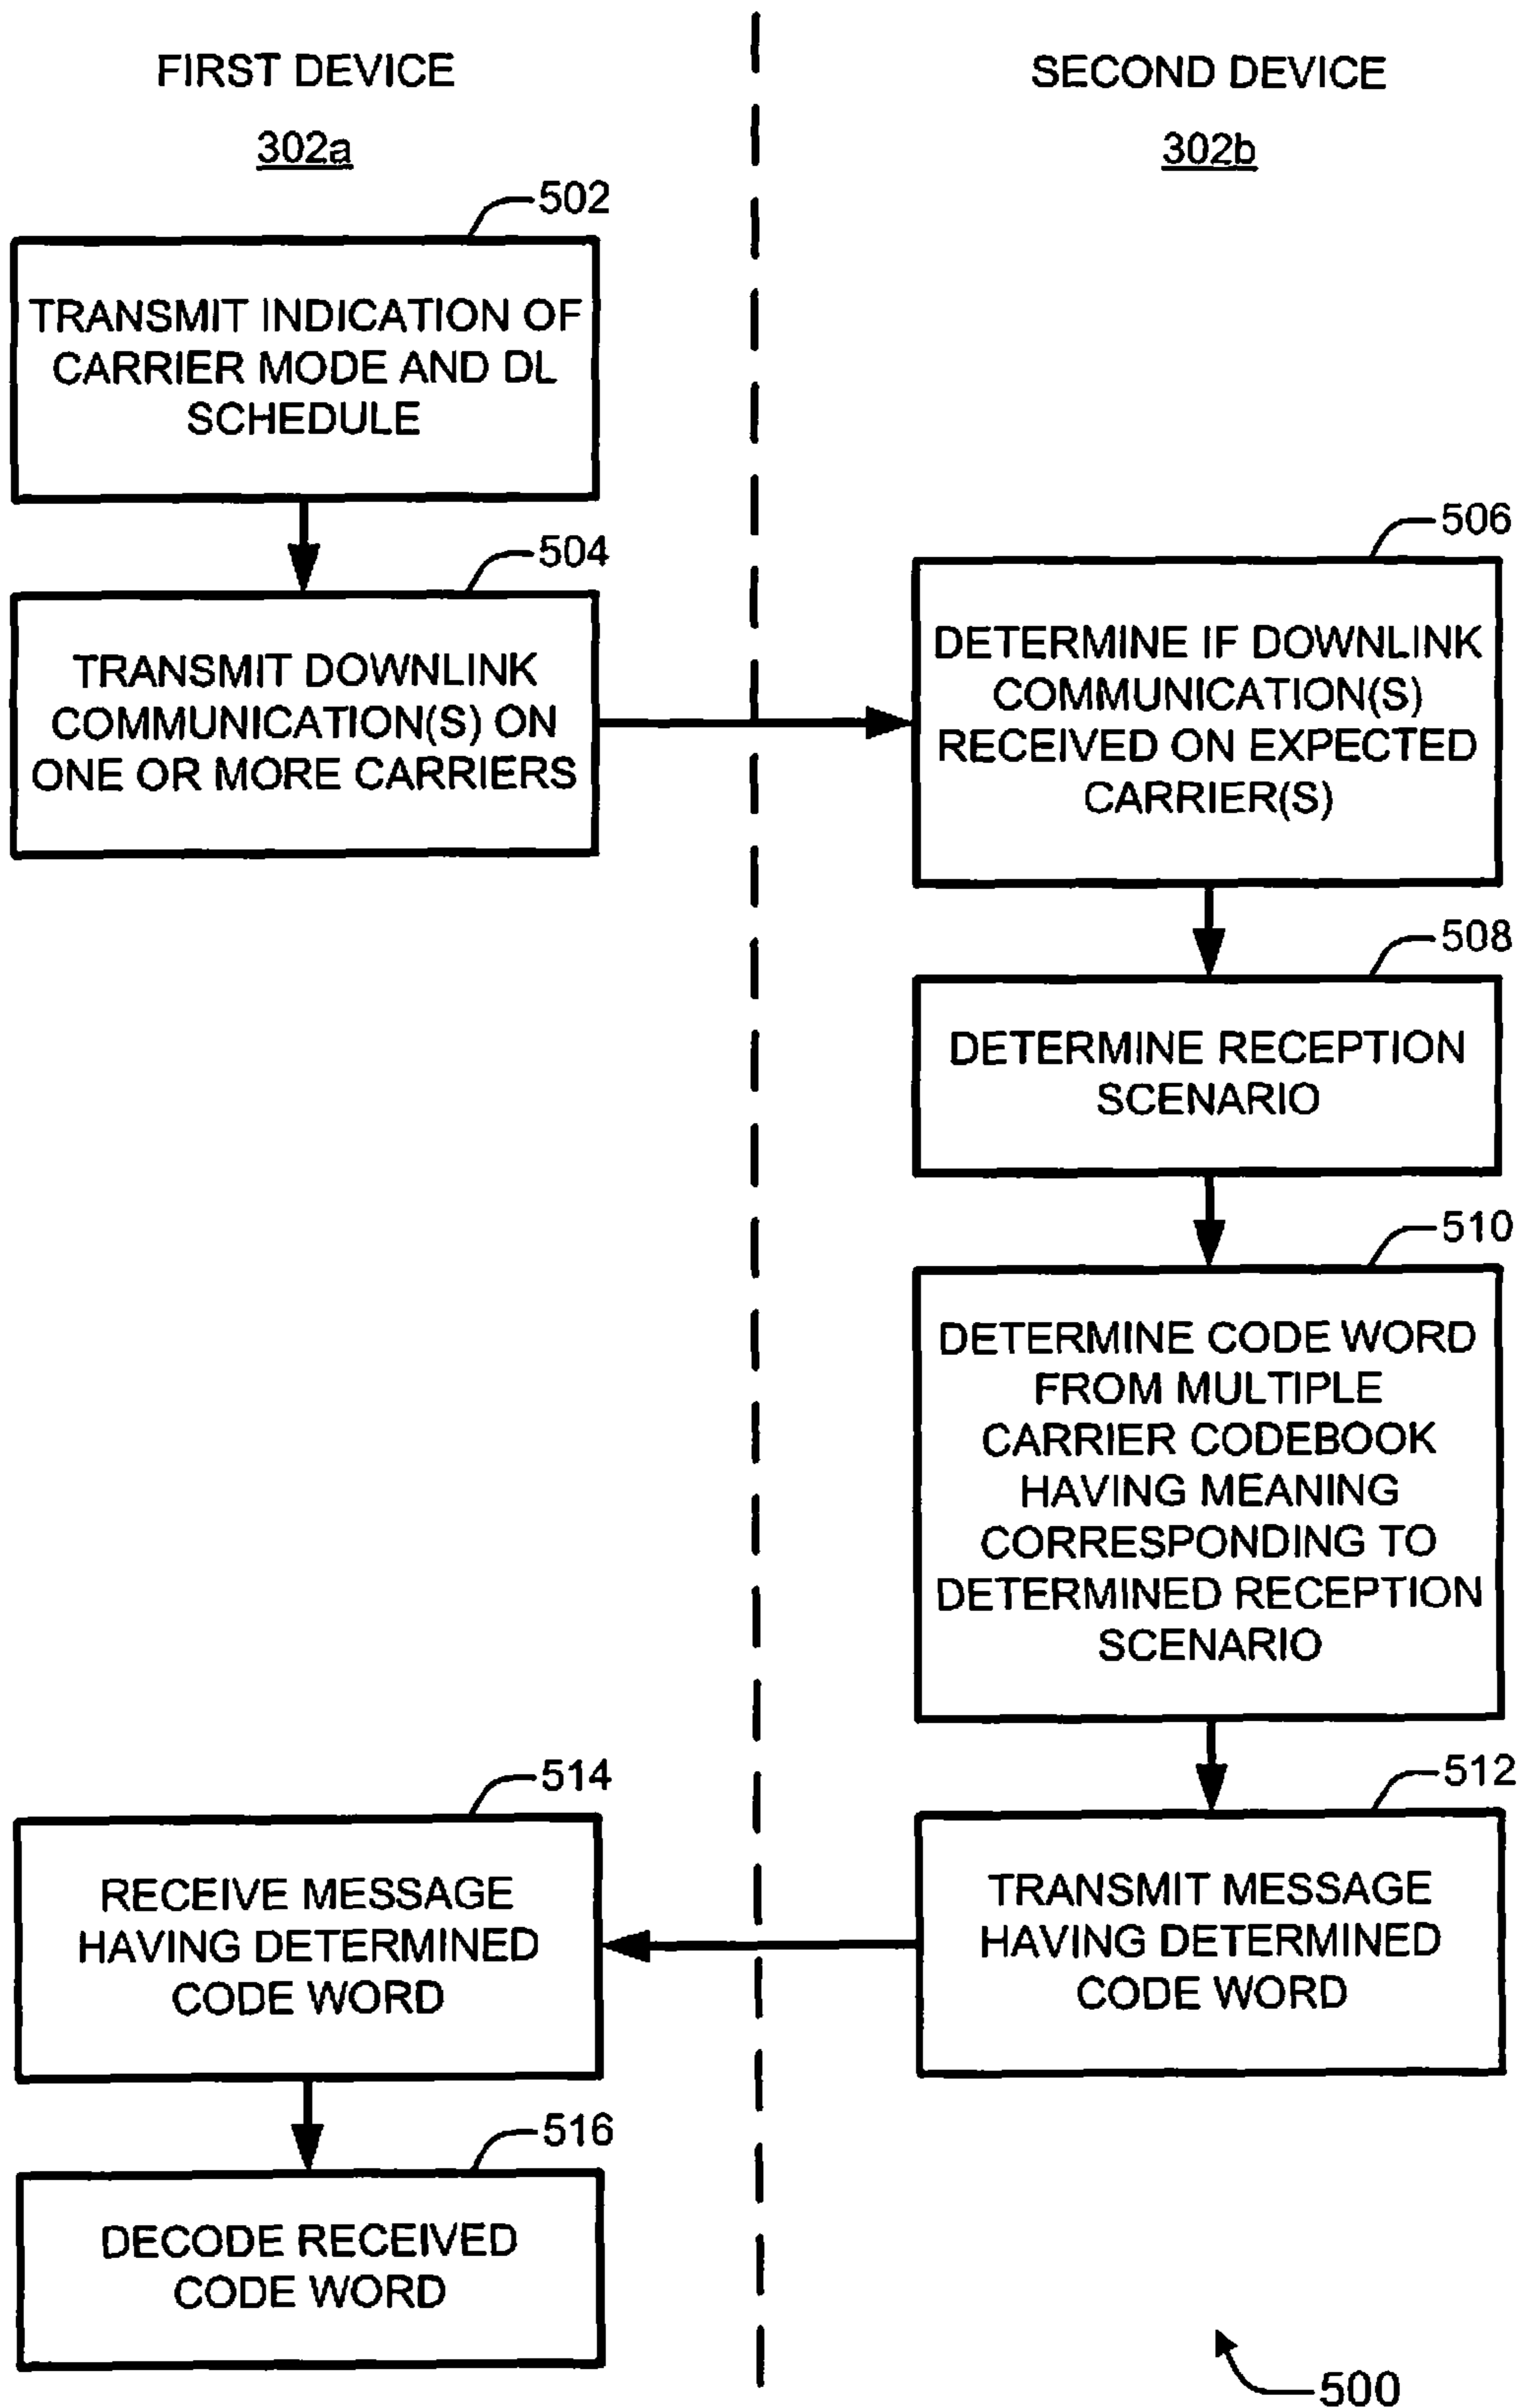 FIRST DEVICE
302a
SECOND DEVICE
302b
502
TRANSMIT INDICATION OF
CARRIER MODE AND DL
SCHEDULE
504
TRANSMIT DOWNLINK
COMMUNICATION(S) ON
ONE OR MORE CARRIERS
506
DETERMINE IF DOWNLINK
COMMUNICATION(S)
RECEIVED ON EXPECTED
CARRIER(S)
508
DETERMINE RECEPTION
SCENARIO
510
DETERMINE CODE WORD
FROM MULTIPLE
CARRIER CODEBOOK
HAVING MEANING
CORRESPONDING TO
DETERMINED RECEPTION
SCENARIO
512
TRANSMIT MESSAGE
HAVING DETERMINED
CODE WORD
514
RECEIVE MESSAGE
HAVING DETERMINED
CODE WORD
516
DECODE RECEIVED
CODE WORD
500